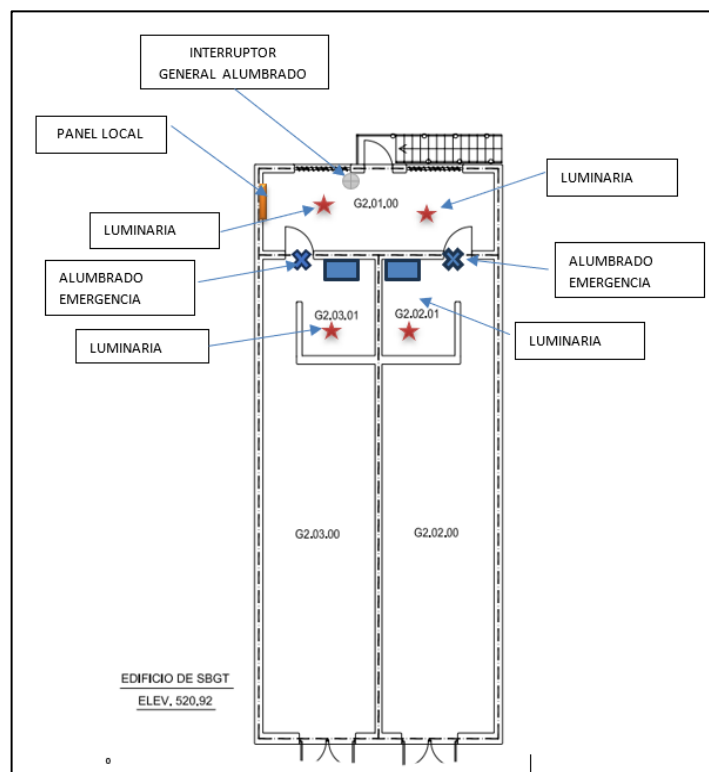 INTERRUPTOR
GENERAL ALUMBRADO
PANEL LOCAL
LUMINARIA
G2.01.00
LUMINARIA
ALUMBRADO
EMERGENCIA
ALUMBRADO
EMERGENCIA
G2.03.01
G2.02.01
LUMINARIA
LUMINARIA
G2.03.00
G2.02.00
EDIFICIO DE SBGT
ELEV, 520,92